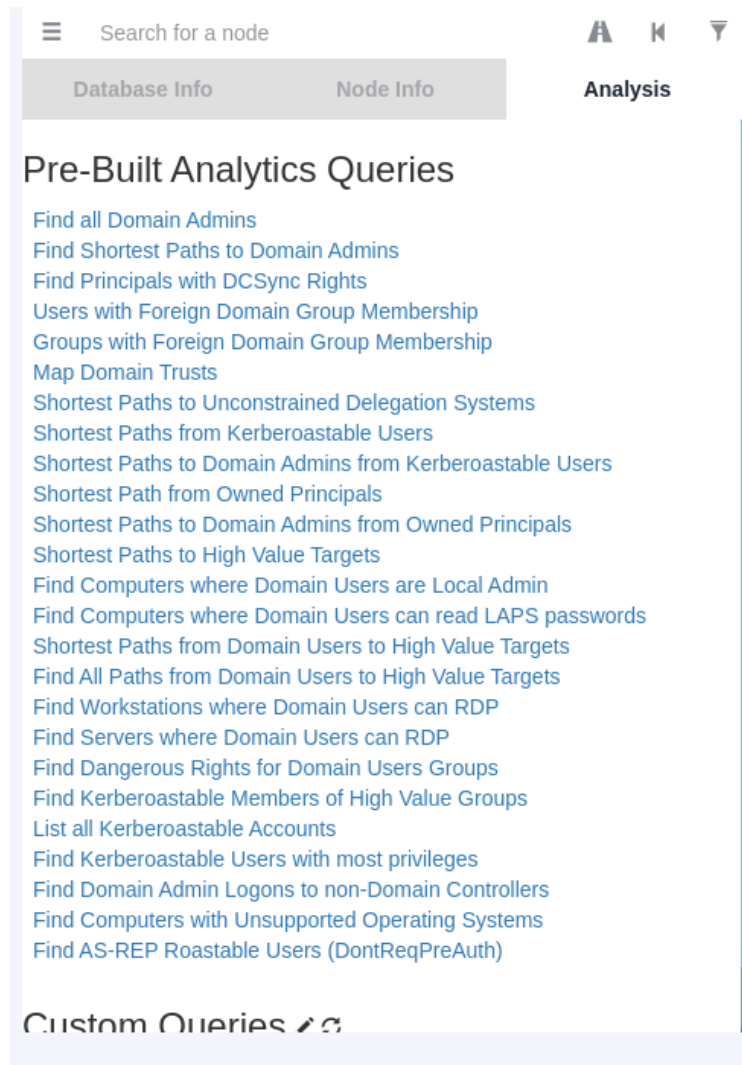 Search for a node
Database Info Node Info Analysis
Pre-Built Analytics Queries
Find all Domain Admins
Find Shortest Paths to Domain Admins
Find Principals with DCSync Rights
Users with Foreign Domain Group Membership
Groups with Foreign Domain Group Membership
Map Domain Trusts
Shortest Paths to Unconstrained Delegation Systems
Shortest Paths from Kerberoastable Users
Shortest Paths to Domain Admins from Kerberoastable Users
Shortest Path from Owned Principals
Shortest Paths to Domain Admins from Owned Principals
Shortest Paths to High Value Targets
Find Computers where Domain Users are Local Admin
Find Computers where Domain Users can read LAPS passwords
Shortest Paths from Domain Users to High Value Targets
Find All Paths from Domain Users to High Value Targets
Find Workstations where Domain Users can RDP
Find Servers where Domain Users can RDP
Find Dangerous Rights for Domain Users Groups
Find Kerberoastable Members of High Value Groups
List all Kerberoastable Accounts
Find Kerberoastable Users with most privileges
Find Domain Admin Logons to non-Domain Controllers
Find Computers with Unsupported Operating Systems
Find AS-REP Roastable Users (DontReqPreAuth)
Custom Queries